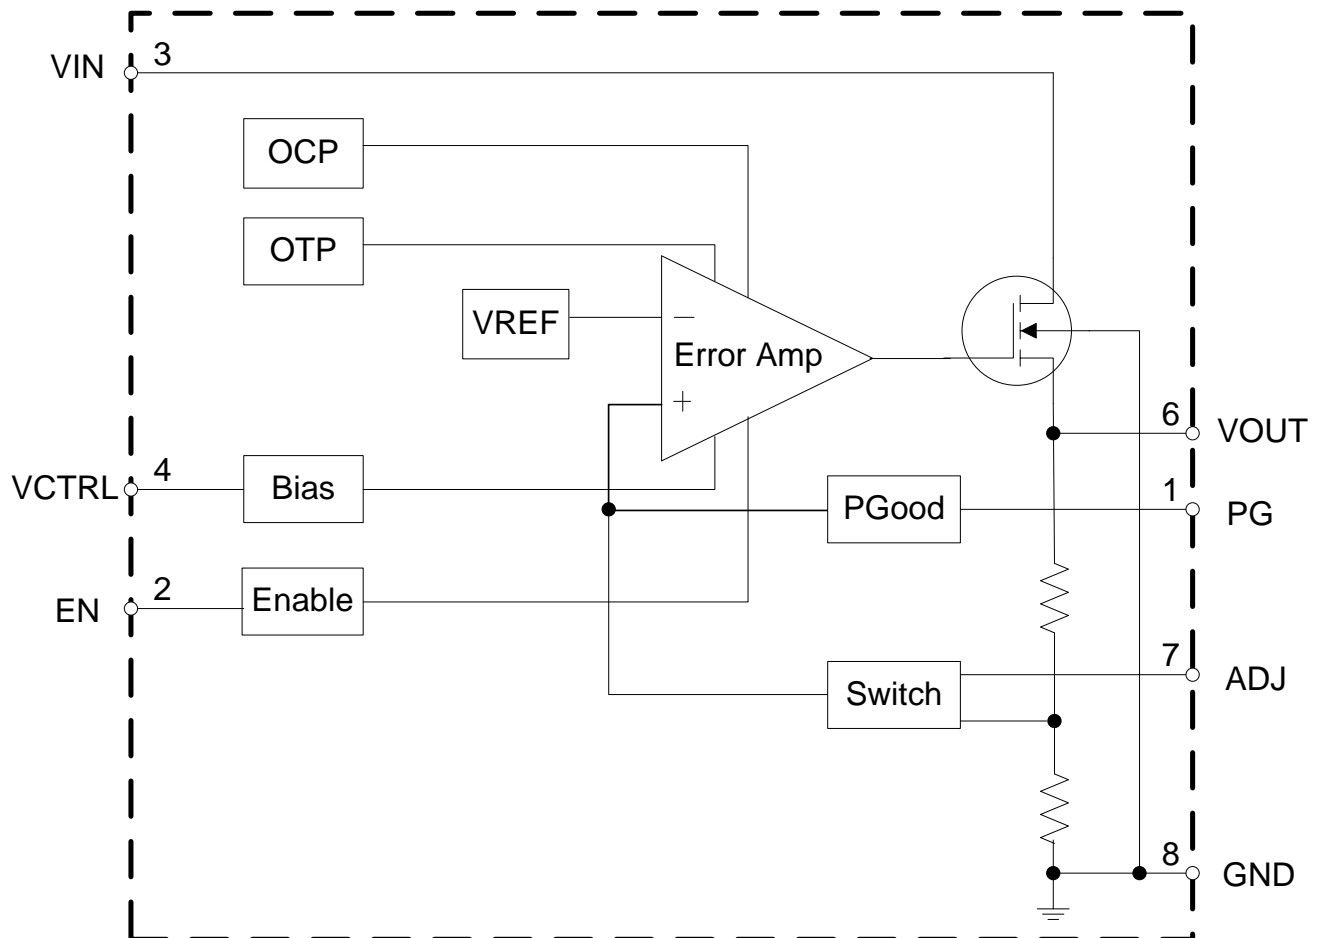 VIN 3
OCP
OTP
VREF
−
Error Amp
+
6 VOUT
VCTRL 4 Bias
PGood 1 PG
EN 2 Enable
Switch 7 ADJ
8 GND